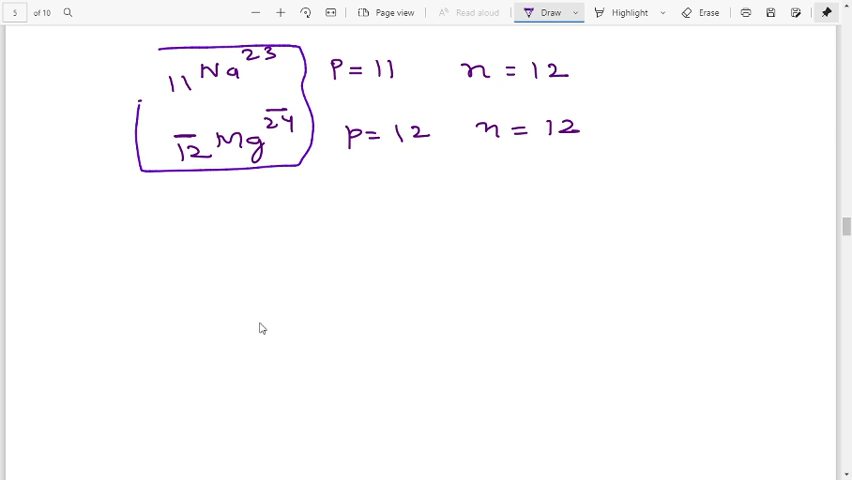 5 of 10 Page view Read aloud Draw Highlight Erase
₁₁Na²³ P = 11 n = 12
₁₂Mg²⁴ p = 12 n = 12